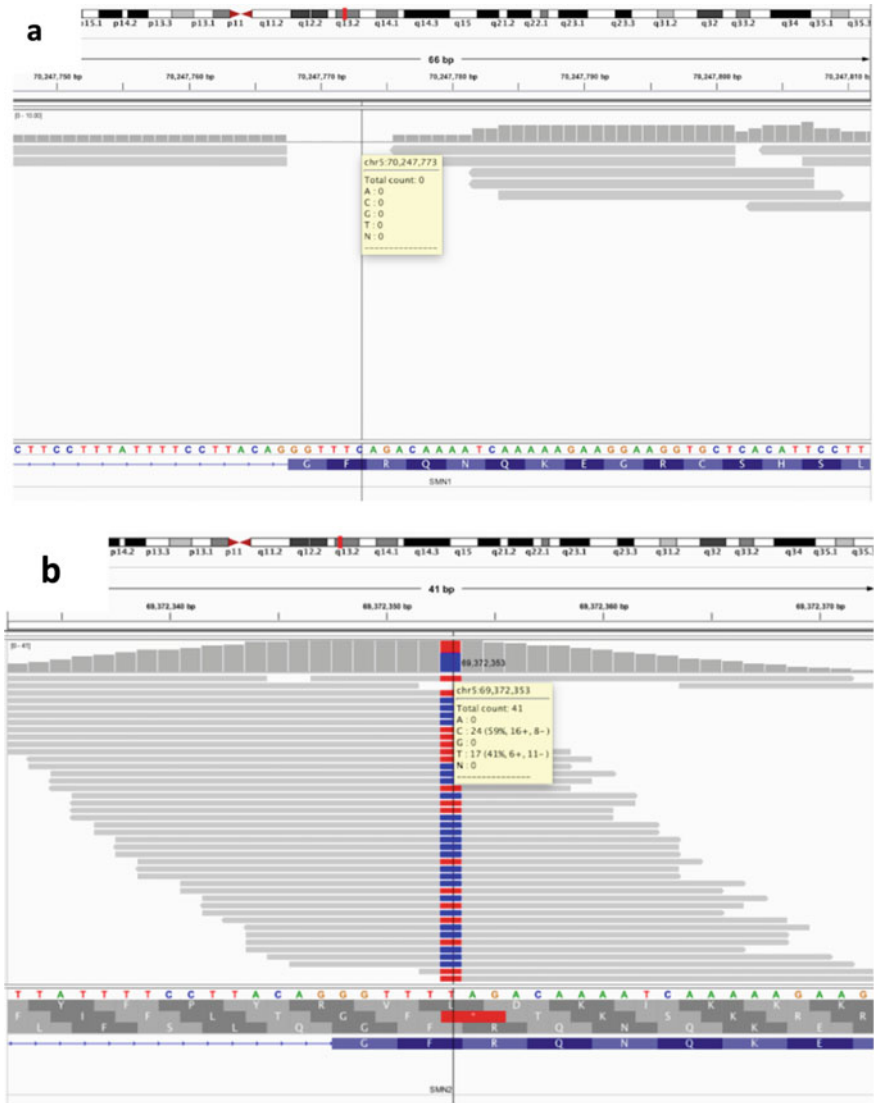 a
p15.1 p14.2 p13.3 p13.1 p11 q11.2 q12.2 q13.2 q14.1 q14.3 q15 q21.2 q22.1 q23.1 q23.3 q31.2 q32 q33.2 q34 q35.1 q35.3
66 bp
70,247,750 bp 70,247,760 bp 70,247,770 bp 70,247,780 bp 70,247,790 bp 70,247,800 bp 70,247,810 bp
[0 - 10.00]
chr5:70,247,773
Total count: 0
A : 0
C : 0
G : 0
T : 0
N : 0
---------------
C T T C C T T T A T T T T C C T T A C A G G G T T T C A G A C A A A A T C A A A A A G A A G G A A G G T G C T C A C A T T C C T T
G F R Q N Q K E G R C S H S L
SMN1
b
p14.2 p13.3 p13.1 p11 q11.2 q12.2 q13.2 q14.1 q14.3 q15 q21.2 q22.1 q23.1 q23.3 q31.2 q32 q33.2 q34 q35.1 q35.3
41 bp
69,372,340 bp 69,372,350 bp 69,372,360 bp 69,372,370 bp
[0 - 41]
69,372,353
chr5:69,372,353
Total count: 41
A : 0
C : 24 (59%, 16+, 8-)
G : 0
T : 17 (41%, 6+, 11-)
N : 0
---------------
T T A T T T T C C T T A C A G G G T T T T A G A C A A A A T C A A A A A G A A G
Y F P Y R V L D K I K K K
F I F L T G F * T K S K R R
L F S L Q G F R Q N Q K E
G F R Q N Q K E
SMN2